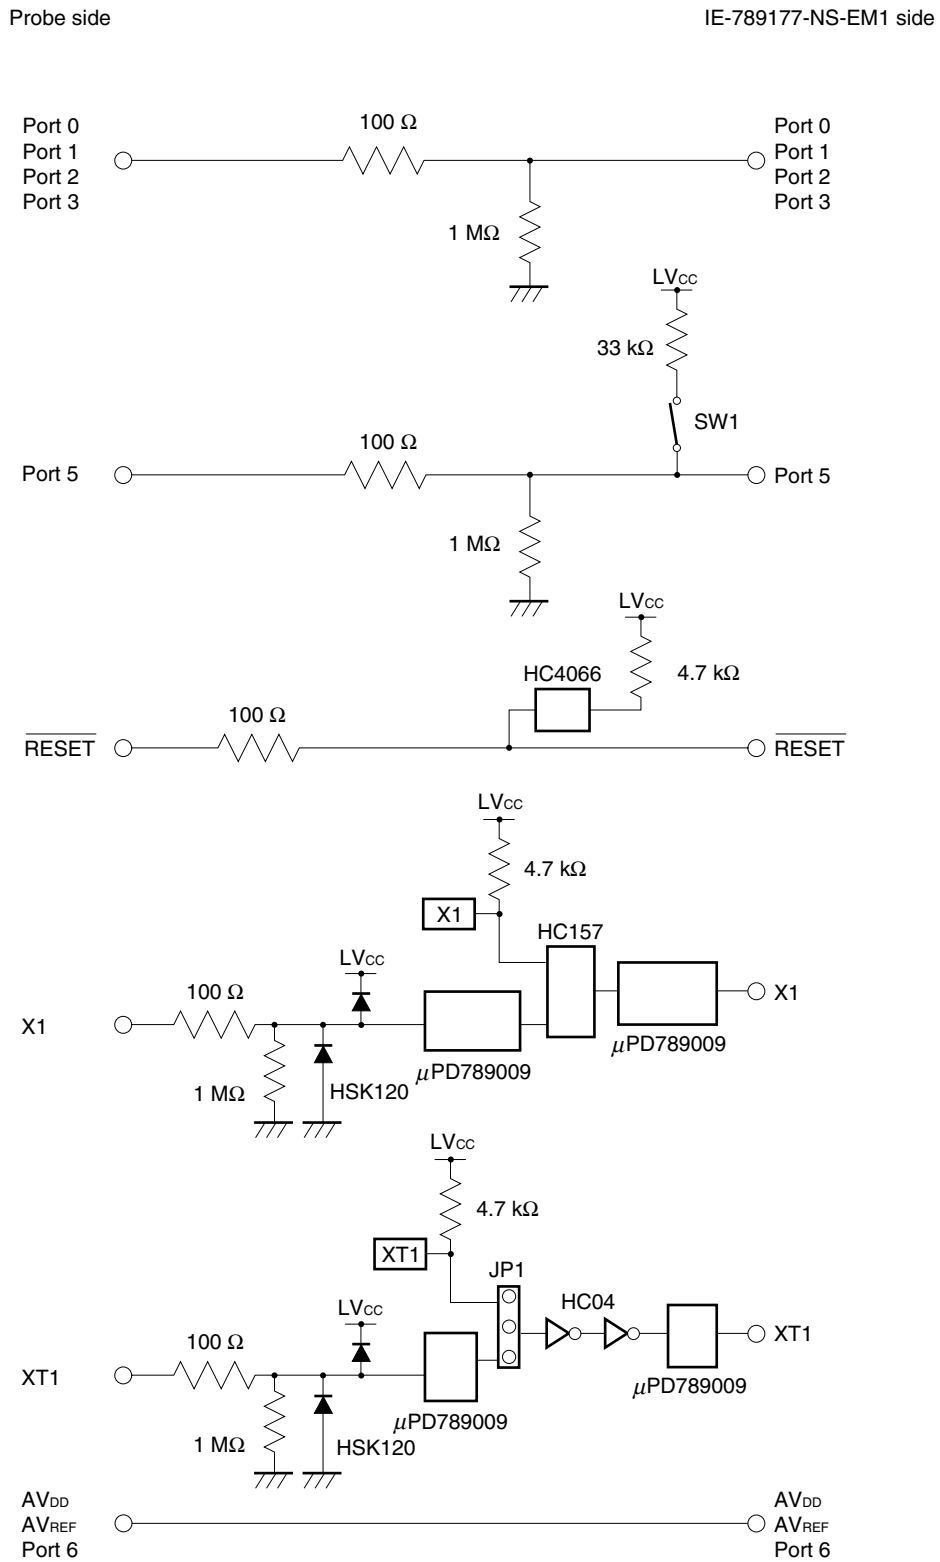 Probe side
IE-789177-NS-EM1 side
Port 0
Port 1
Port 2
Port 3
100 Ω
1 MΩ
Port 0
Port 1
Port 2
Port 3
LVCC
33 kΩ
SW1
Port 5
100 Ω
1 MΩ
Port 5
LVCC
HC4066
4.7 kΩ
RESET
100 Ω
RESET
LVCC
4.7 kΩ
X1
HC157
LVCC
100 Ω
X1
X1
μPD789009
μPD789009
1 MΩ
HSK120
LVCC
4.7 kΩ
XT1
JP1
HC04
LVCC
100 Ω
XT1
XT1
μPD789009
μPD789009
1 MΩ
HSK120
AVDD
AVREF
Port 6
AVDD
AVREF
Port 6